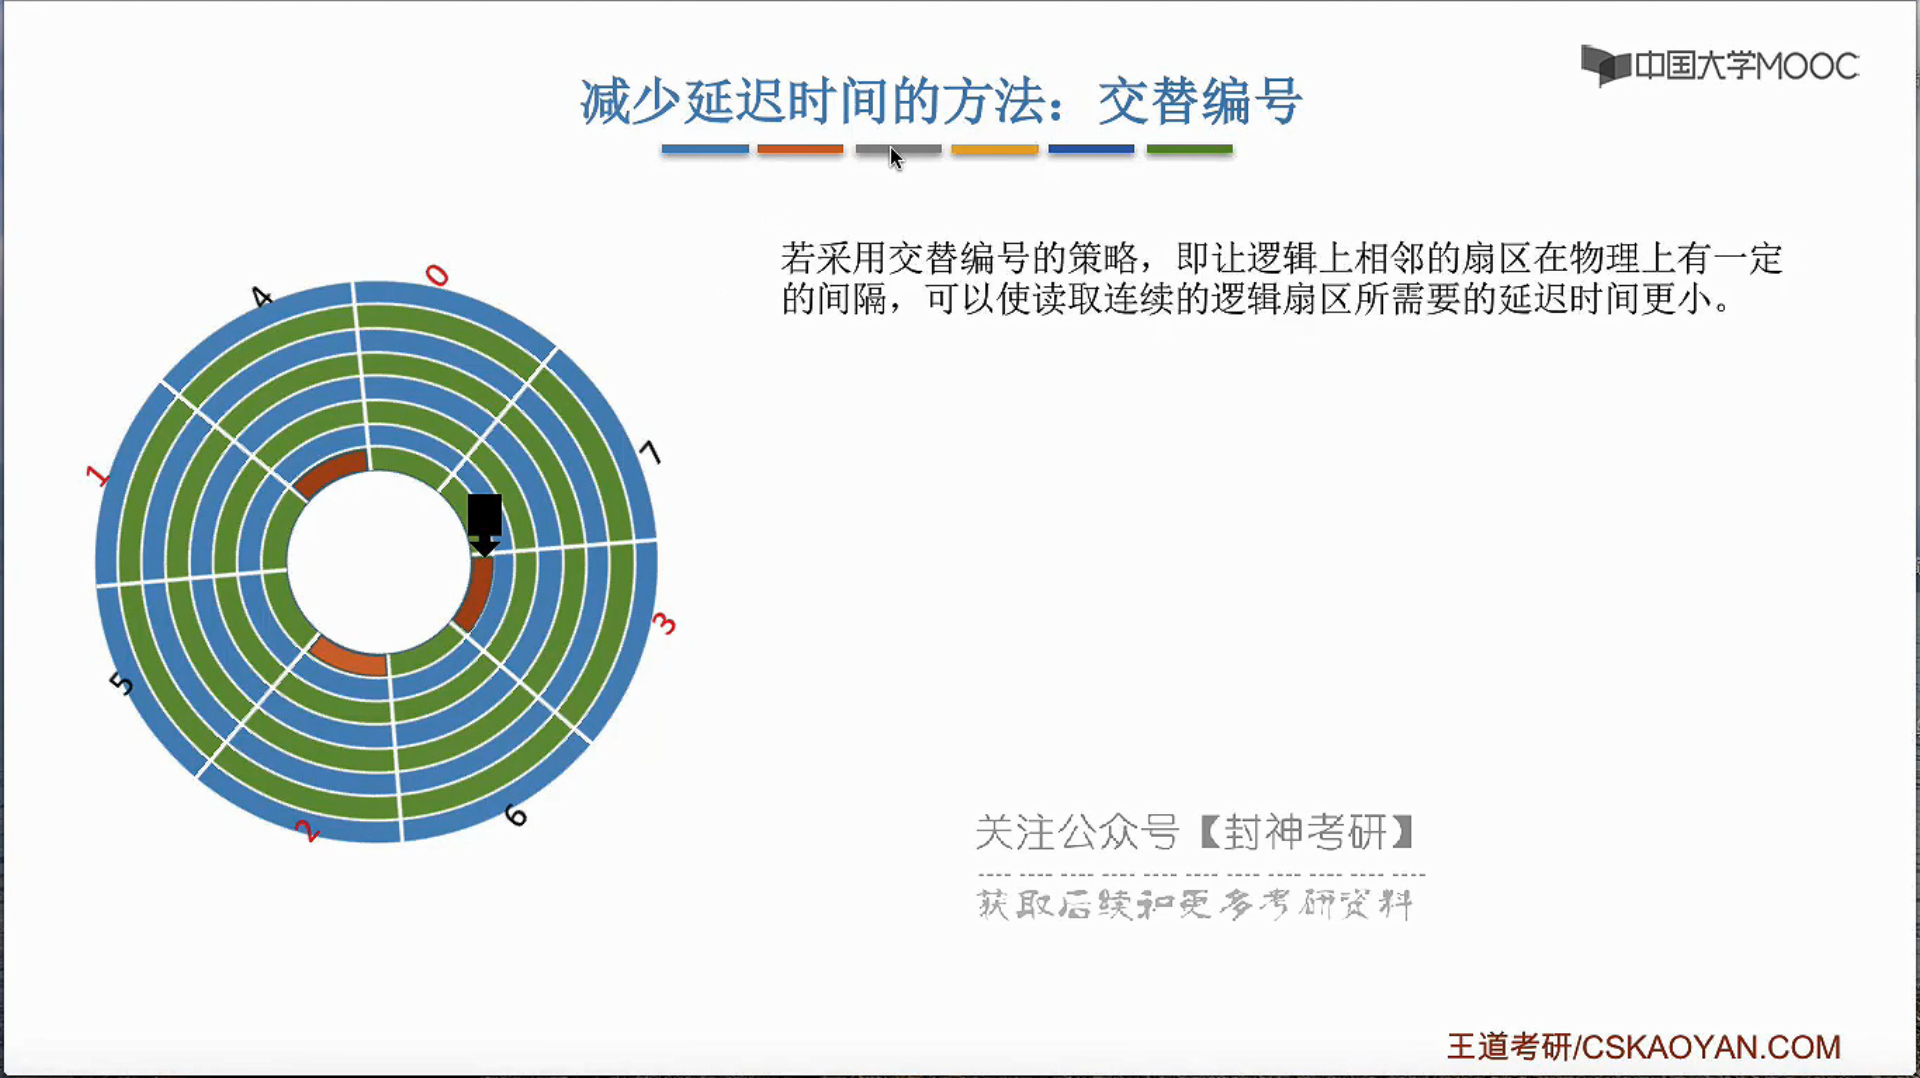 中国大学MOOC
减少延迟时间的方法：交替编号
若采用交替编号的策略，即让逻辑上相邻的扇区在物理上有一定
的间隔，可以使读取连续的逻辑扇区所需要的延迟时间更小。
0
4
7
1
3
5
6
2
关注公众号【封神考研】
获取后续和更多考研资料
王道考研/CSKAOYAN.COM